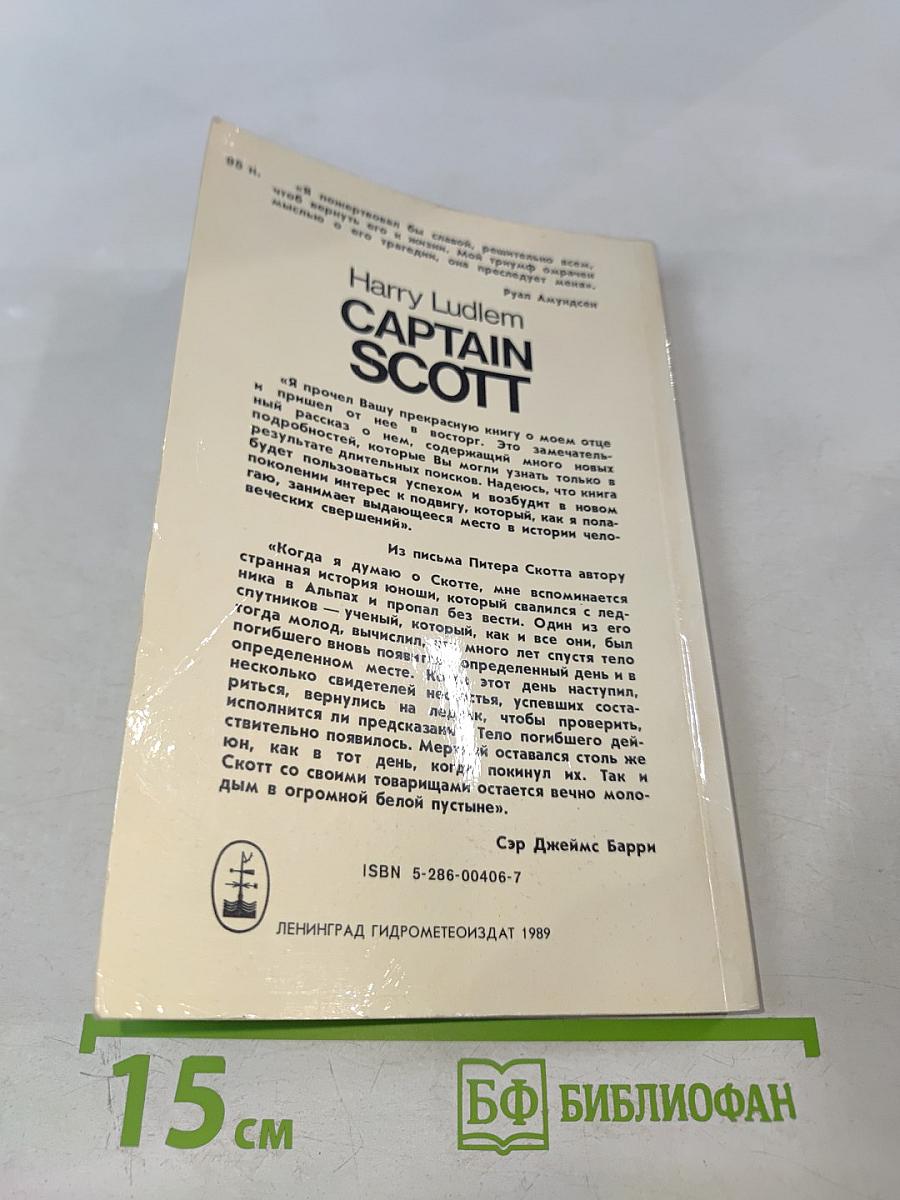 95 к.
«Я пожертвовал бы славой, решительно всем,
чтоб вернуть его к жизни. Мой триумф омрачен
мыслью о его трагедии, она преследует меня».
Руал Амундсен
Harry Ludlem
CAPTAIN
SCOTT
«Я прочел Вашу прекрасную книгу о моем отце
и пришел от нее в восторг. Это замечатель-
ный рассказ о нем, содержащий много новых
подробностей, которые Вы могли узнать только в
результате длительных поисков. Надеюсь, что книга
будет пользоваться успехом и возбудит в новом
поколении интерес к подвигу, который, как я пола-
гаю, занимает выдающееся место в истории чело-
веческих свершений».
Из письма Питера Скотта автору
«Когда я думаю о Скотте, мне вспоминается
странная история юноши, который свалился с лед-
ника в Альпах и пропал без вести. Один из его
спутников — ученый, который, как и все они, был
тогда молод, вычислил, что много лет спустя тело
погибшего вновь появится определенный день и в
определенном месте. Когда этот день наступил,
несколько свидетелей несчастья, успевших соста-
риться, вернулись на ледник, чтобы проверить,
исполнится ли предсказание. Тело погибшего дей-
ствительно появилось. Мертвый оставался столь же
юн, как в тот день, когда покинул их. Так и
Скотт со своими товарищами остается вечно моло-
дым в огромной белой пустыне».
Сэр Джеймс Барри
ISBN 5-286-00406-7
ЛЕНИНГРАД ГИДРОМЕТЕОИЗДАТ 1989
15 см
БФ БИБЛИОФАН